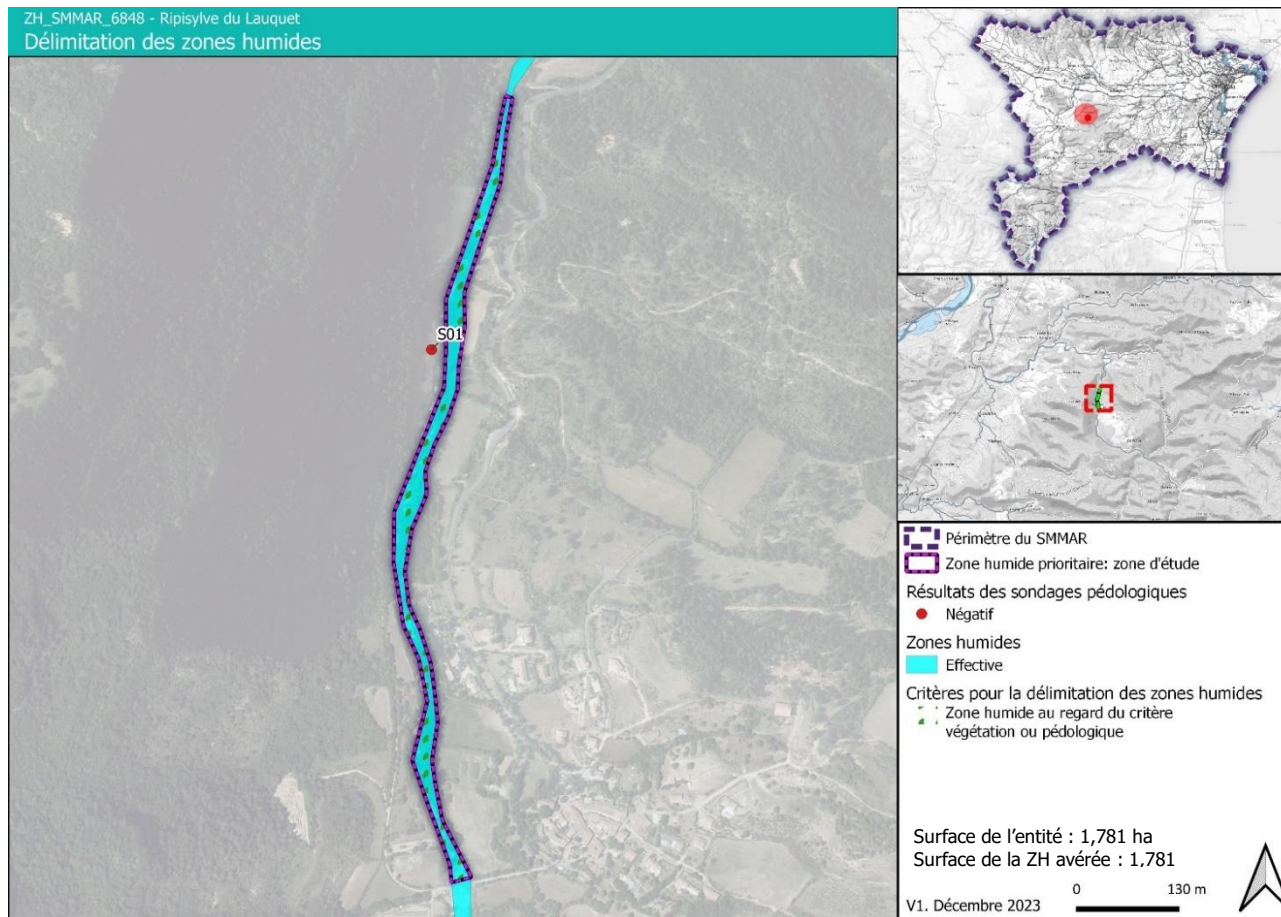 ZH_SMMAR_6848 - Ripisylve du Lauquet
Délimitation des zones humides
S01
Périmètre du SMMAR
Zone humide prioritaire: zone d'étude
Résultats des sondages pédologiques
Négatif
Zones humides
Effective
Critères pour la délimitation des zones humides
Zone humide au regard du critère
végétation ou pédologique
Surface de l'entité : 1,781 ha
Surface de la ZH avérée : 1,781
0 130 m
V1. Décembre 2023